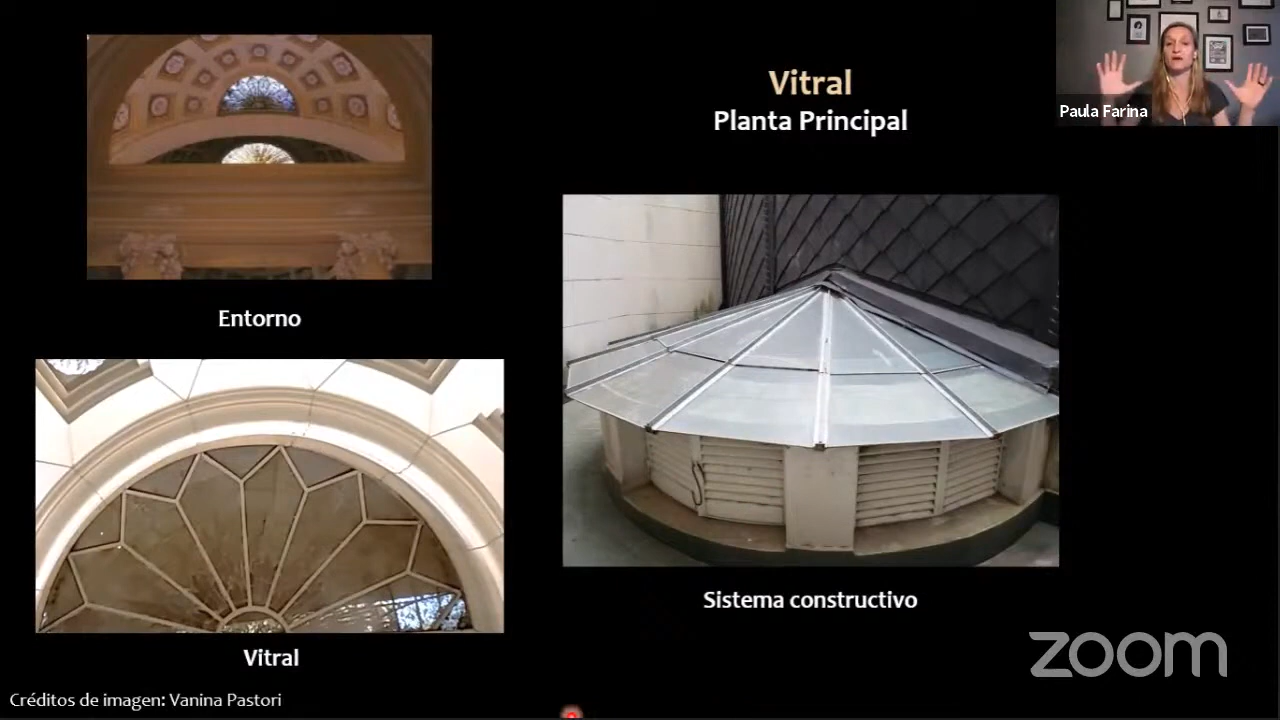 Vitral
Planta Principal
Paula Farina
Entorno
Sistema constructivo
Vitral
zoom
Créditos de imagen: Vanina Pastori